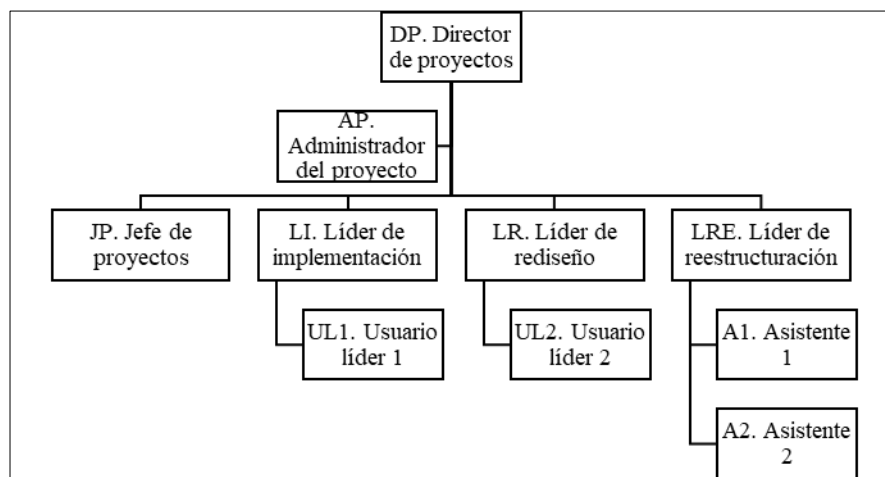 DP. Director
de proyectos
AP.
Administrador
del proyecto
JP. Jefe de
proyectos
LI. Líder de
implementación
LR. Líder de
rediseño
LRE. Líder de
reestructuración
UL1. Usuario
líder 1
UL2. Usuario
líder 2
A1. Asistente
1
A2. Asistente
2